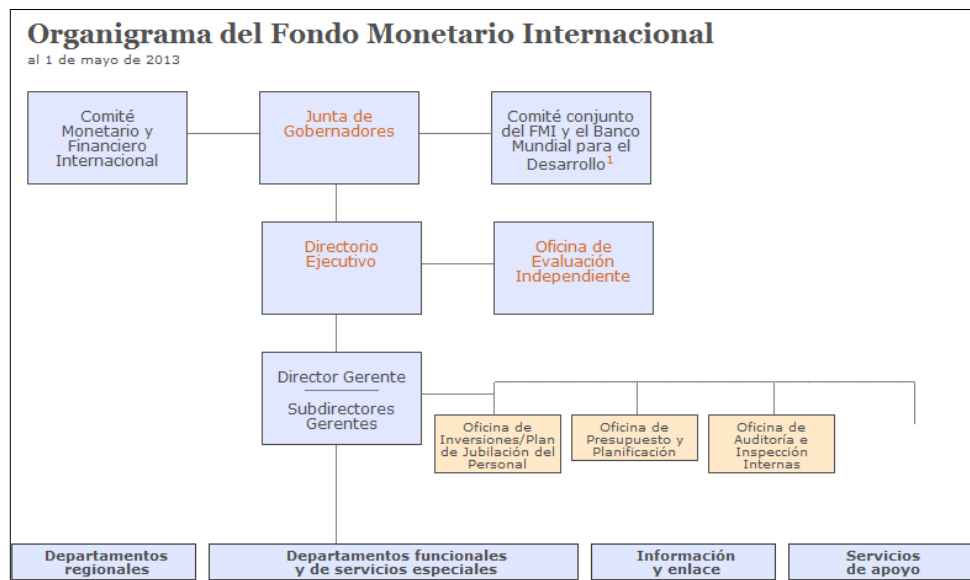 Organigrama del Fondo Monetario Internacional
al 1 de mayo de 2013
Comité
Monetario y
Financiero
Internacional
Junta de
Gobernadores
Comité conjunto
del FMI y el Banco
Mundial para el
Desarrollo¹
Directorio
Ejecutivo
Oficina de
Evaluación
Independiente
Director Gerente
Subdirectores
Gerentes
Oficina de
Inversiones/Plan
de Jubilación del
Personal
Oficina de
Presupuesto y
Planificación
Oficina de
Auditoría e
Inspección
Internas
Departamentos
regionales
Departamentos funcionales
y de servicios especiales
Información
y enlace
Servicios
de apoyo